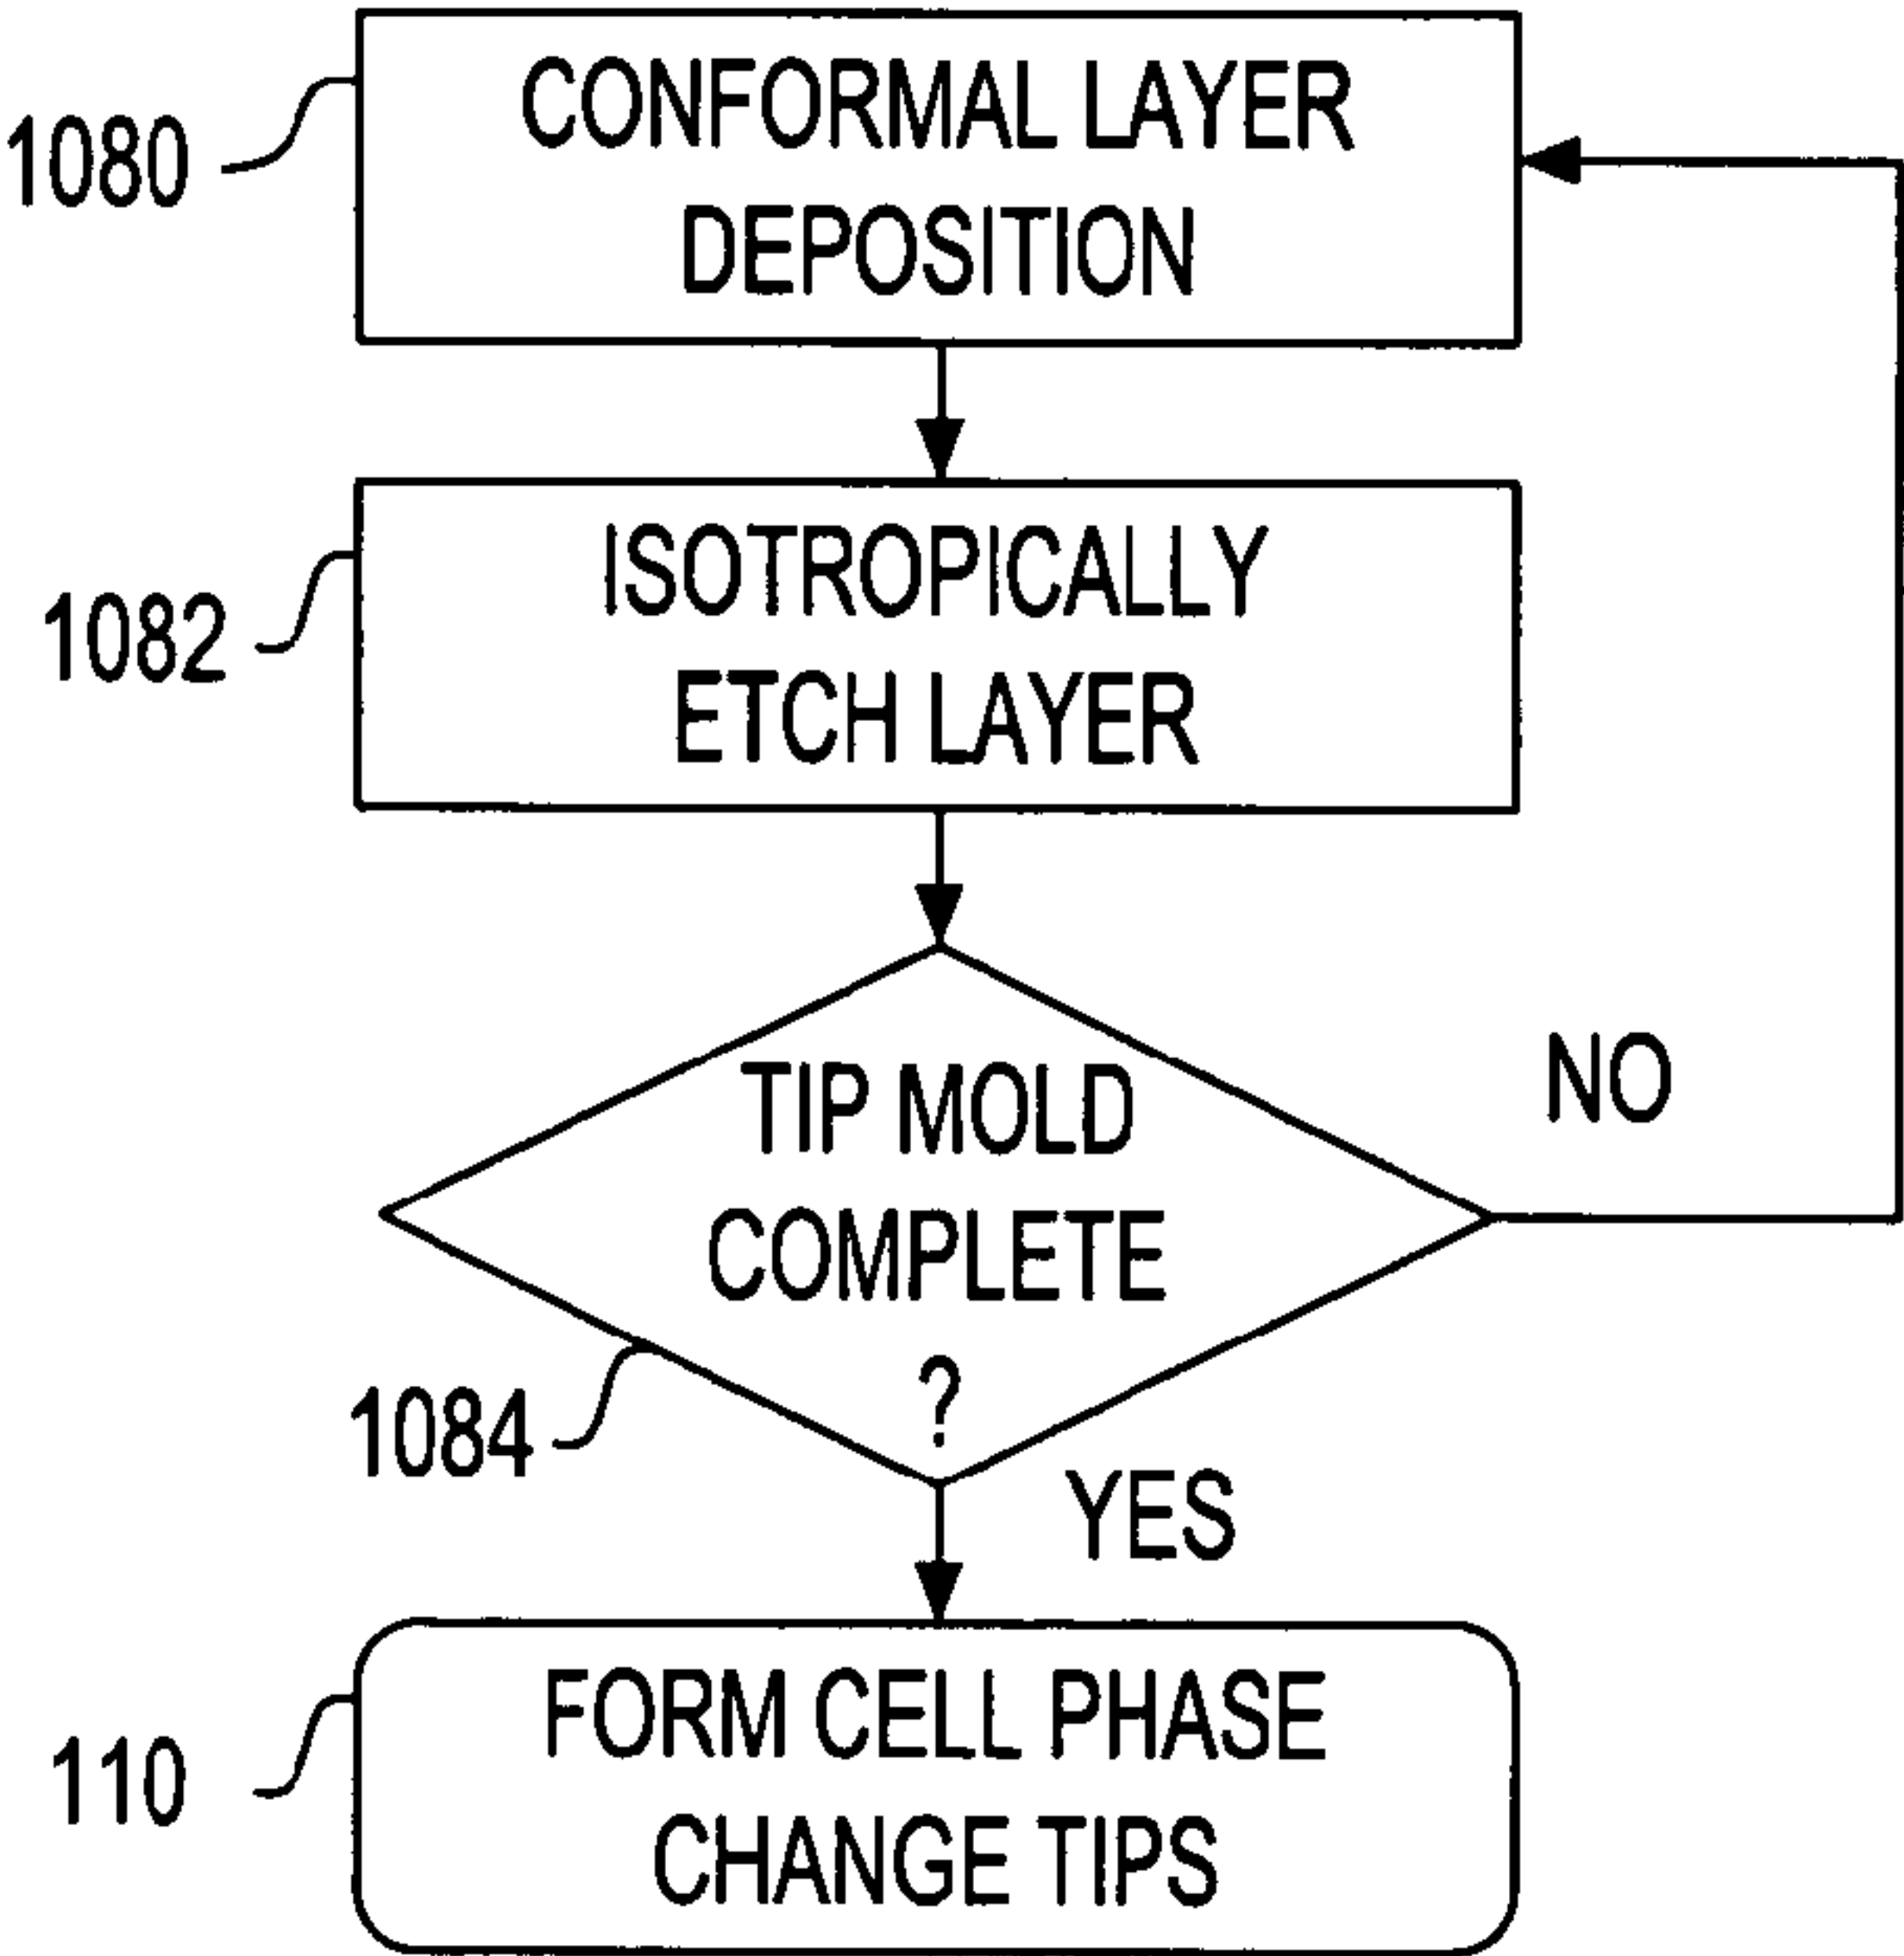 CONFORMAL LAYER
DEPOSITION
1080
ISOTROPICALLY
ETCH LAYER
1082
TIP MOLD
COMPLETE
?
NO
1084
YES
FORM CELL PHASE
CHANGE TIPS
110